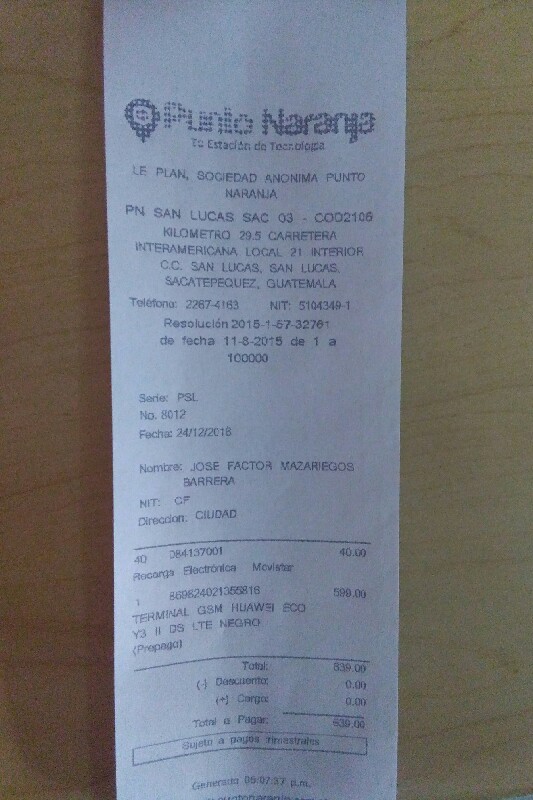 Punto Naranja
Tu Estación de Tecnología
LE PLAN, SOCIEDAD ANONIMA PUNTO
NARANJA
PN SAN LUCAS SAC 03 - COD2106
KILOMETRO 29.5 CARRETERA
INTERAMERICANA LOCAL 21 INTERIOR
C.C. SAN LUCAS, SAN LUCAS,
SACATEPEQUEZ, GUATEMALA
Teléfono: 2267-4163 NIT: 5104349-1
Resolución 2015-1-57-32761
de fecha 11-8-2015 de 1 a
100000
Serie: PSL
No. 8012
Fecha: 24/12/2016
Nombre: JOSE FACTOR MAZARIEGOS
BARRERA
NIT: CF
Direccion: CIUDAD
40 084137001 40.00
Recarga Electrónica Movistar
1 869624021355816 599.00
TERMINAL GSM HUAWEI ECO
Y3 II DS LTE NEGRO
(Prepago)
Total: 639.00
(-) Descuento: 0.00
(+) Cargo: 0.00
Total a Pagar: 639.00
Sujeto a pagos trimestrales
Generado 05:07:37 p.m.